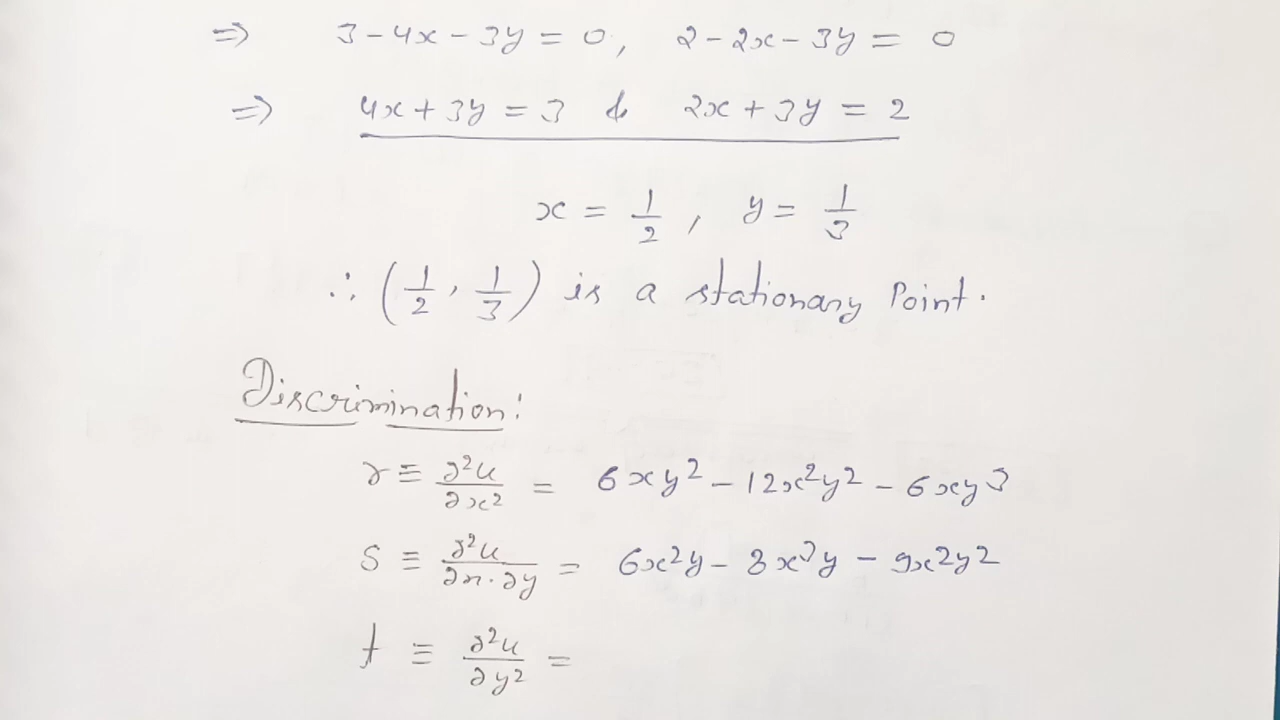 ⇒ 3 - 4x - 3y = 0, 2 - 2x - 3y = 0
⇒ 4x + 3y = 3 & 2x + 3y = 2
x = 1/2, y = 1/3
∴ (1/2, 1/3) is a stationary Point.
Discrimination:
r ≡ ∂²u/∂x² = 6xy² - 12x²y² - 6xy³
S ≡ ∂²u/∂x·∂y = 6x²y - 8x³y - 9x²y²
t ≡ ∂²u/∂y² =